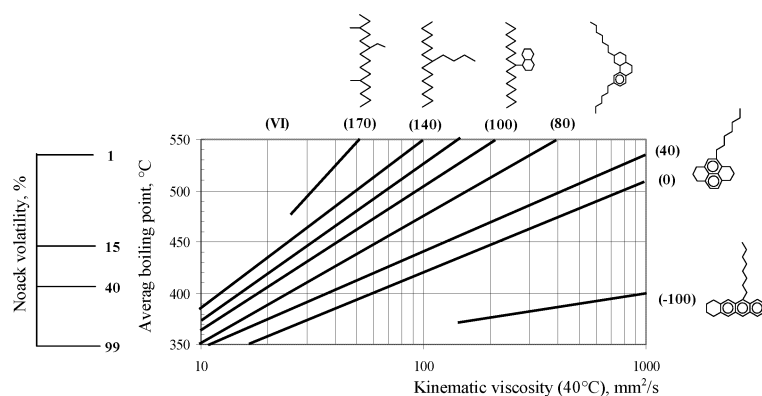 (VI) (170) (140) (100) (80)
550
500
450
400
350
(40)
(0)
(-100)
1
15
40
99
Noack volatility, %
Averag boiling point, °C
10 100 1000
Kinematic viscosity (40°C), mm²/s